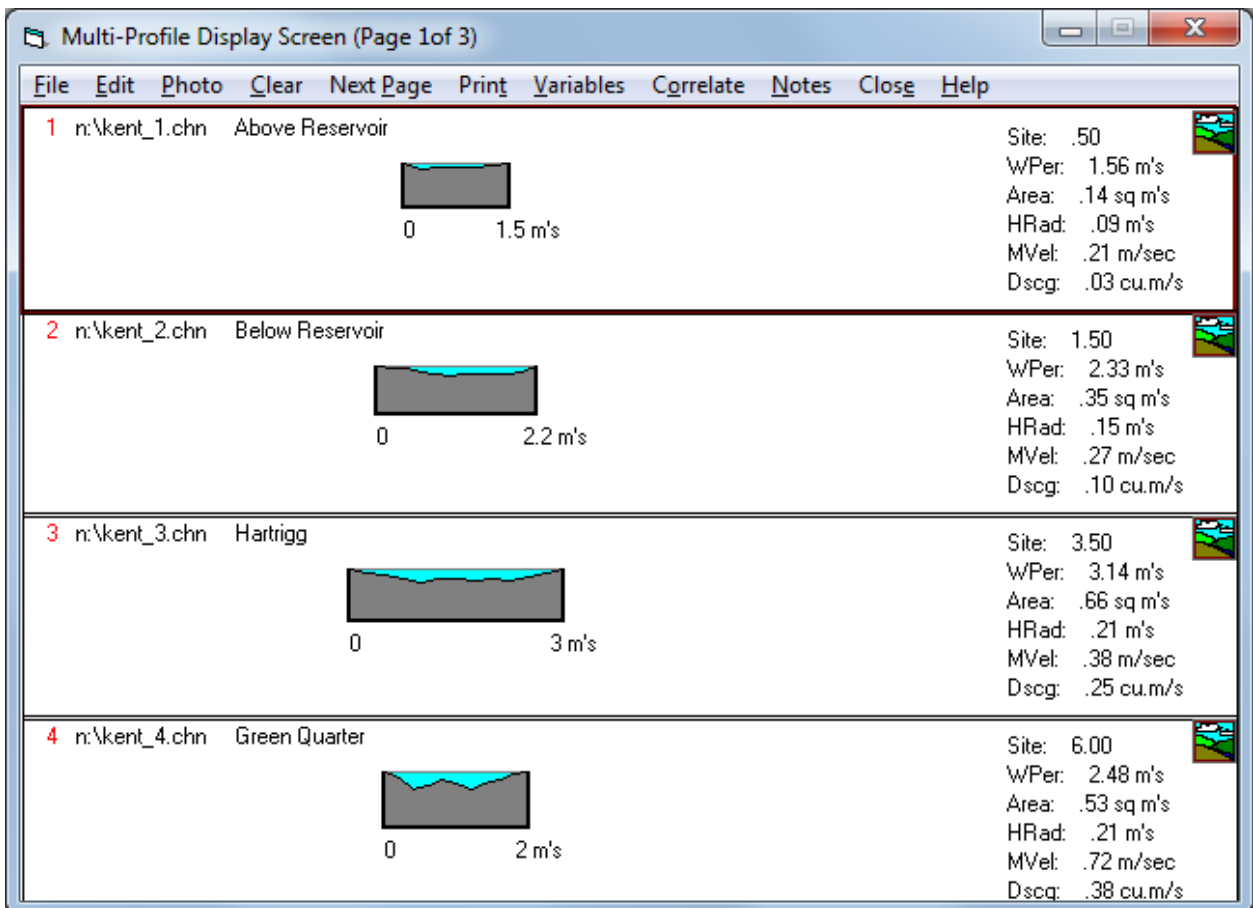 Multi-Profile Display Screen (Page 1of 3)
File Edit Photo Clear Next Page Print Variables Correlate Notes Close Help
1 n:\kent_1.chn Above Reservoir
0 1.5 m's
Site: .50
WPer: 1.56 m's
Area: .14 sq m's
HRad: .09 m's
MVel: .21 m/sec
Dscg: .03 cu.m/s
2 n:\kent_2.chn Below Reservoir
0 2.2 m's
Site: 1.50
WPer: 2.33 m's
Area: .35 sq m's
HRad: .15 m's
MVel: .27 m/sec
Dscg: .10 cu.m/s
3 n:\kent_3.chn Hartrigg
0 3 m's
Site: 3.50
WPer: 3.14 m's
Area: .66 sq m's
HRad: .21 m's
MVel: .38 m/sec
Dscg: .25 cu.m/s
4 n:\kent_4.chn Green Quarter
0 2 m's
Site: 6.00
WPer: 2.48 m's
Area: .53 sq m's
HRad: .21 m's
MVel: .72 m/sec
Dscg: .38 cu.m/s